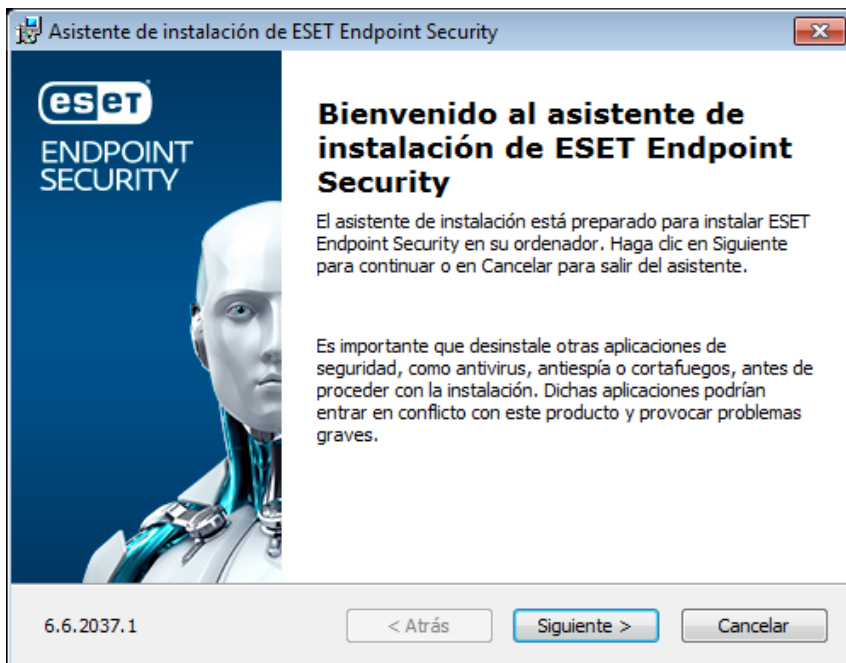 Asistente de instalación de ESET Endpoint Security
eset
ENDPOINT
SECURITY
Bienvenido al asistente de
instalación de ESET Endpoint
Security
El asistente de instalación está preparado para instalar ESET
Endpoint Security en su ordenador. Haga clic en Siguiente
para continuar o en Cancelar para salir del asistente.
Es importante que desinstale otras aplicaciones de
seguridad, como antivirus, antiespía o cortafuegos, antes de
proceder con la instalación. Dichas aplicaciones podrían
entrar en conflicto con este producto y provocar problemas
graves.
6.6.2037.1
< Atrás
Siguiente >
Cancelar